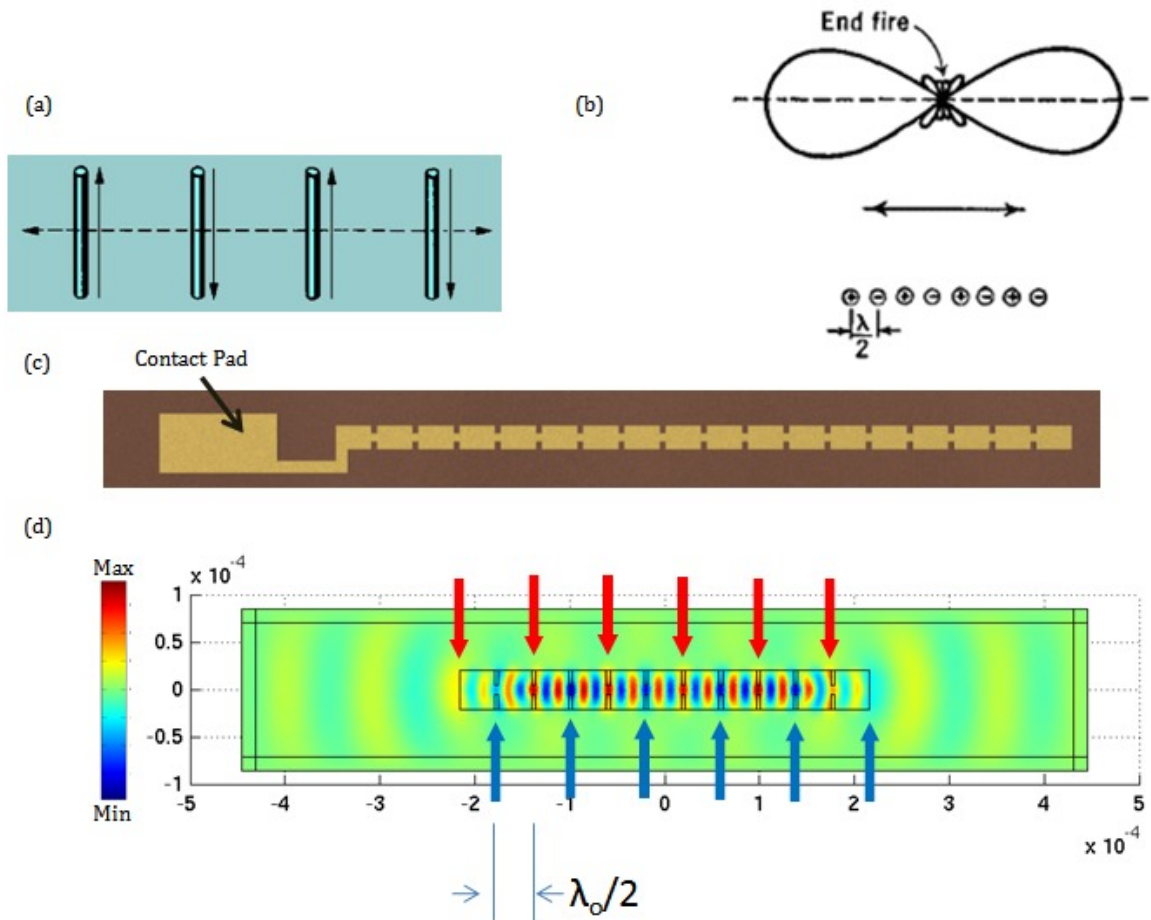 End fire
(a)
(b)
λ
2
(c)
Contact Pad
(d)
Max
x 10⁻⁴
1
0.5
0
-0.5
-1
Min
-5 -4 -3 -2 -1 0 1 2 3 4 5
x 10⁻⁴
λₒ/2